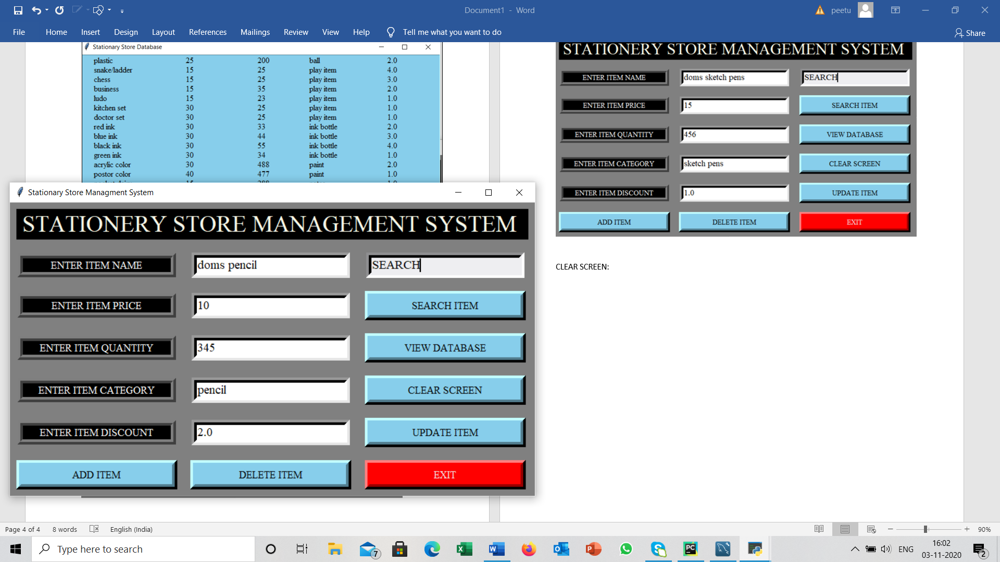 Document1 - Word
peetu
File Home Insert Design Layout References Mailings Review View Help Tell me what you want to do
Share
Stationary Store Database
plastic 25 200 ball 2.0
snake/ladder 15 25 play item 4.0
chess 15 25 play item 3.0
business 15 35 play item 2.0
ludo 15 23 play item 1.0
kitchen set 30 25 play item 1.0
doctor set 30 25 play item 1.0
red ink 30 33 ink bottle 2.0
blue ink 30 44 ink bottle 3.0
black ink 30 55 ink bottle 4.0
green ink 30 34 ink bottle 1.0
acrylic color 30 488 paint 2.0
postor color 40 477 paint 1.0
STATIONERY STORE MANAGEMENT SYSTEM
ENTER ITEM NAME doms sketch pens SEARCH
ENTER ITEM PRICE 15 SEARCH ITEM
ENTER ITEM QUANTITY 456 VIEW DATABASE
ENTER ITEM CATEGORY sketch pens CLEAR SCREEN
ENTER ITEM DISCOUNT 1.0 UPDATE ITEM
ADD ITEM DELETE ITEM EXIT
CLEAR SCREEN:
Stationary Store Managment System
STATIONERY STORE MANAGEMENT SYSTEM
ENTER ITEM NAME doms pencil SEARCH
ENTER ITEM PRICE 10 SEARCH ITEM
ENTER ITEM QUANTITY 345 VIEW DATABASE
ENTER ITEM CATEGORY pencil CLEAR SCREEN
ENTER ITEM DISCOUNT 2.0 UPDATE ITEM
ADD ITEM DELETE ITEM EXIT
Page 4 of 4 8 words English (India) 90%
Type here to search
7
ENG
16:02
03-11-2020
2